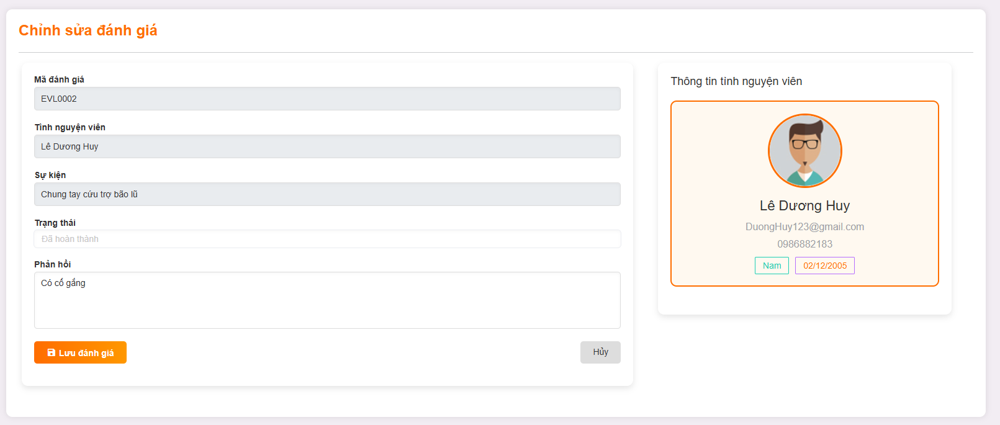 Chỉnh sửa đánh giá
Mã đánh giá
EVL0002
Tình nguyện viên
Lê Dương Huy
Sự kiện
Chung tay cứu trợ bão lũ
Trạng thái
Đã hoàn thành
Phản hồi
Có cố gắng
Lưu đánh giá
Hủy
Thông tin tình nguyện viên
Lê Dương Huy
DuongHuy123@gmail.com
0986882183
Nam
02/12/2005